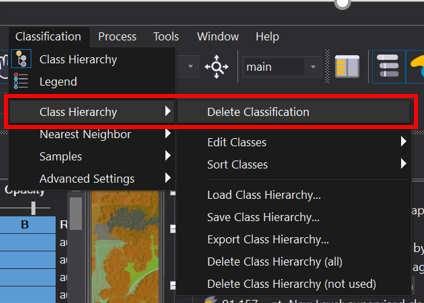 Classification Process Tools Window Help
Class Hierarchy
main
Legend
Class Hierarchy Delete Classification
Nearest Neighbor Edit Classes
Samples Sort Classes
Advanced Settings
Opacity
B R
Load Class Hierarchy...
Save Class Hierarchy...
Export Class Hierarchy...
Delete Class Hierarchy (all)
Delete Class Hierarchy (not used)